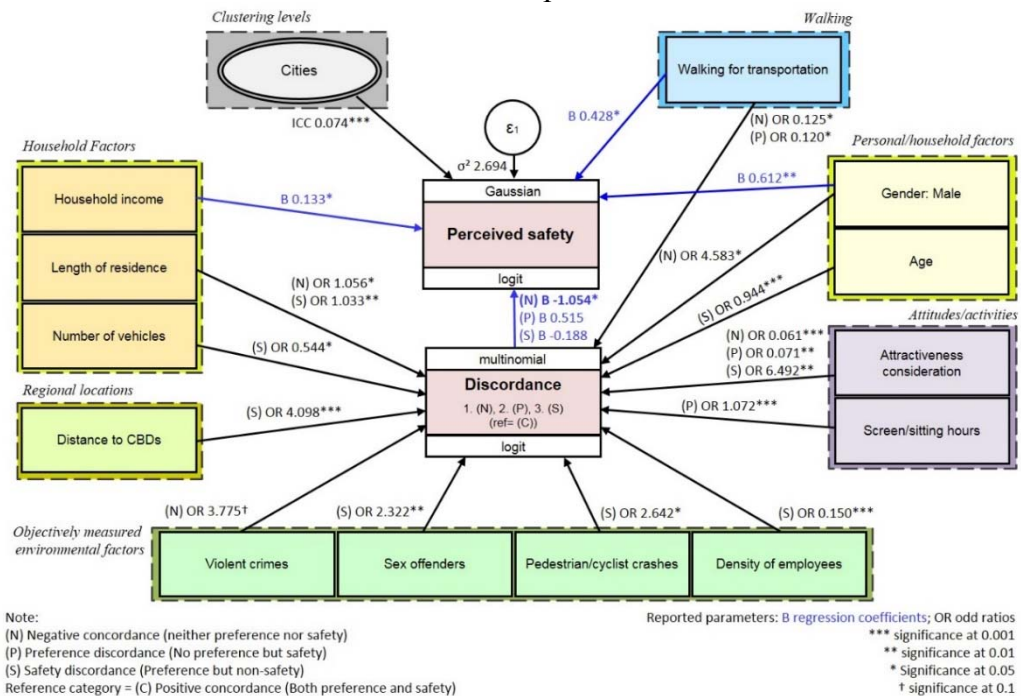 Clustering levels
Cities
ICC 0.074***
ε1
σ² 2.694
Walking
Walking for transportation
B 0.428*
(N) OR 0.125*
(P) OR 0.120*
Household Factors
Household income
Length of residence
Number of vehicles
B 0.133*
(N) OR 1.056*
(S) OR 1.033**
(S) OR 0.544*
Gaussian
Perceived safety
logit
Personal/household factors
Gender: Male
Age
B 0.612**
(N) OR 4.583*
(S) OR 0.944***
(N) B -1.054*
(P) B 0.515
(S) B -0.188
Attitudes/activities
Attractiveness
consideration
Screen/sitting hours
(N) OR 0.061***
(P) OR 0.071**
(S) OR 6.492**
(P) OR 1.072***
multinomial
Discordance
1. (N), 2. (P), 3. (S)
(ref= (C))
logit
Regional locations
Distance to CBDs
(S) OR 4.098***
(N) OR 3.775†
(S) OR 2.322**
(S) OR 2.642*
(S) OR 0.150***
Objectively measured
environmental factors
Violent crimes
Sex offenders
Pedestrian/cyclist crashes
Density of employees
Note:
(N) Negative concordance (neither preference nor safety)
(P) Preference discordance (No preference but safety)
(S) Safety discordance (Preference but non-safety)
Reference category = (C) Positive concordance (Both preference and safety)
Reported parameters: B regression coefficients; OR odd ratios
*** significance at 0.001
** significance at 0.01
* Significance at 0.05
† significance at 0.1